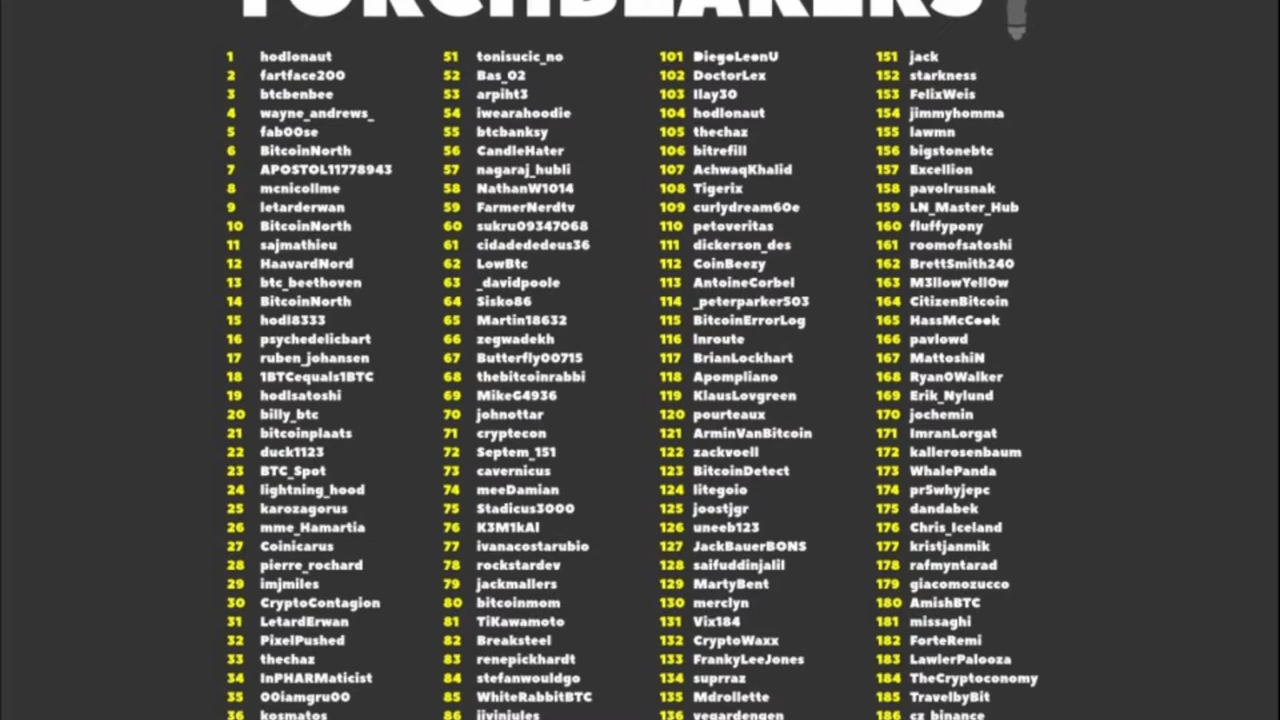 TORCHBEARERS
1 hodlonaut
2 fartface200
3 btcbenbee
4 wayne_andrews_
5 fab00se
6 BitcoinNorth
7 APOSTOL11778943
8 mcnicollme
9 letarderwan
10 BitcoinNorth
11 sajmathieu
12 HaavardNord
13 btc_beethoven
14 BitcoinNorth
15 hodl8333
16 psychedelicbart
17 ruben_johansen
18 1BTCequals1BTC
19 hodlsatoshi
20 billy_btc
21 bitcoinplaats
22 duck1123
23 BTC_Spot
24 lightning_hood
25 karozagorus
26 mme_Hamartia
27 Coinicarus
28 pierre_rochard
29 imjmiles
30 CryptoContagion
31 LetardErwan
32 PixelPushed
33 thechaz
34 InPHARMaticist
35 00iamgru00
36 kosmatos
51 tonisucic_no
52 Bas_02
53 arpiht3
54 iwearahoodie
55 btcbanksy
56 CandleHater
57 nagaraj_hubli
58 NathanW1014
59 FarmerNerdtv
60 sukru09347068
61 cidadededeus36
62 LowBtc
63 _davidpoole
64 Sisko86
65 Martin18632
66 zegwadekh
67 Butterfly00715
68 thebitcoinrabbi
69 MikeG4936
70 johnottar
71 cryptecon
72 Septem_151
73 cavernicus
74 meeDamian
75 Stadicus3000
76 K3M1kAl
77 ivanacostarubio
78 rockstardev
79 jackmallers
80 bitcoinmom
81 TiKawamoto
82 Breaksteel
83 renepickhardt
84 stefanwouldgo
85 WhiteRabbitBTC
86 jiviniules
101 DiegoLeonU
102 DoctorLex
103 Ilay30
104 hodlonaut
105 thechaz
106 bitrefill
107 AchwaqKhalid
108 Tigerix
109 curlydream60e
110 petoveritas
111 dickerson_des
112 CoinBeezy
113 AntoineCorbel
114 _peterparker503
115 BitcoinErrorLog
116 lnroute
117 BrianLockhart
118 Apompliano
119 KlausLovgreen
120 pourteaux
121 ArminVanBitcoin
122 zackvoell
123 BitcoinDetect
124 litegoio
125 joostjgr
126 uneeb123
127 JackBauerBONS
128 saifuddinjalil
129 MartyBent
130 merclyn
131 Vix184
132 CryptoWaxx
133 FrankyLeeJones
134 suprraz
135 Mdrollette
136 vegardengen
151 jack
152 starkness
153 FelixWeis
154 jimmyhomma
155 lawmn
156 bigstonebtc
157 Excellion
158 pavolrusnak
159 LN_Master_Hub
160 fluffypony
161 roomofsatoshi
162 BrettSmith240
163 M3llowYell0w
164 CitizenBitcoin
165 HassMcCook
166 pavlowd
167 MattoshiN
168 Ryan0Walker
169 Erik_Nylund
170 jochemin
171 ImranLorgat
172 kallerosenbaum
173 WhalePanda
174 pr5whyjepc
175 dandabek
176 Chris_Iceland
177 kristjanmik
178 rafmyntarad
179 giacomozucco
180 AmishBTC
181 missaghi
182 ForteRemi
183 LawlerPalooza
184 TheCryptoconomy
185 TravelbyBit
186 cz_binance